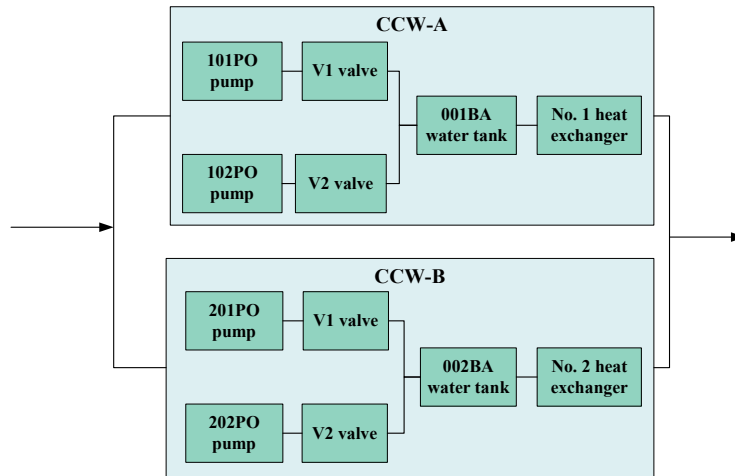 CCW-A
101PO
pump
V1 valve
001BA
water tank
No. 1 heat
exchanger
102PO
pump
V2 valve
CCW-B
201PO
pump
V1 valve
002BA
water tank
No. 2 heat
exchanger
202PO
pump
V2 valve